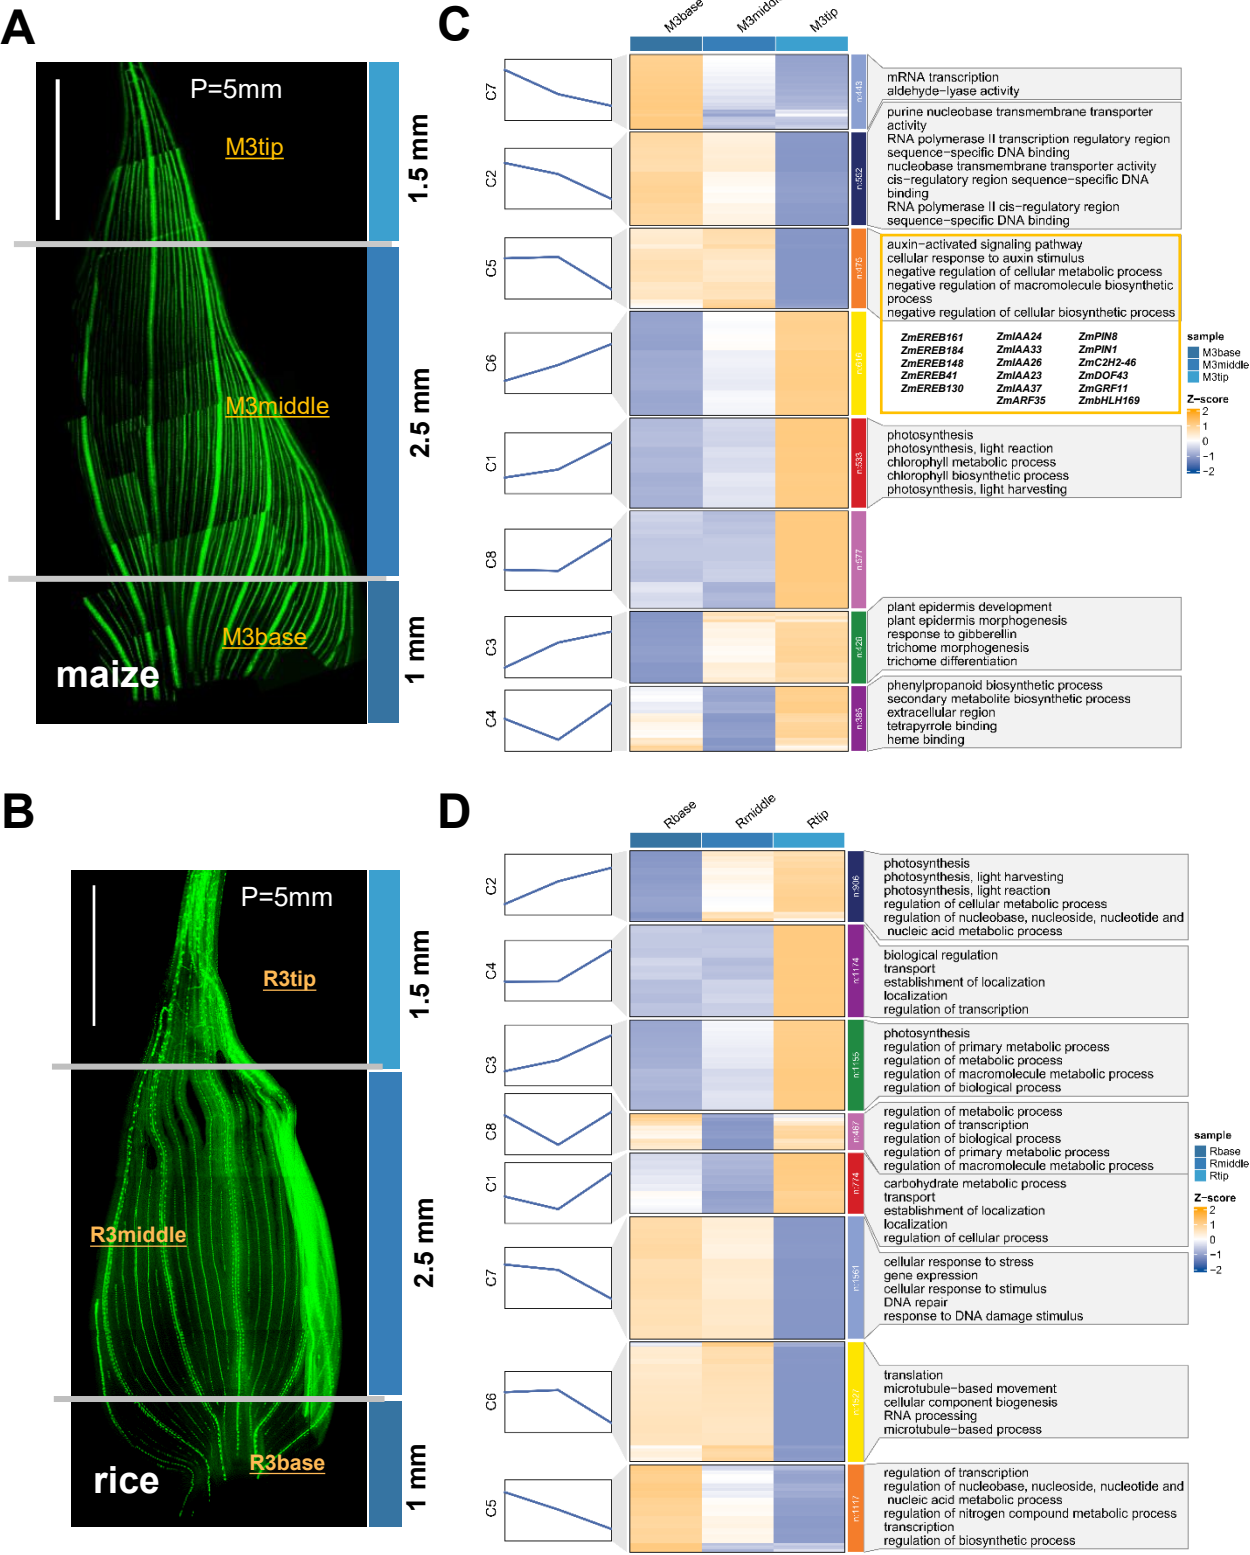 A
P=5mm
M3tip
M3middle
M3base
maize
1.5 mm
2.5 mm
1 mm
C
M3base
M3middle
M3tip
C7
n:443
mRNA transcription
aldehyde−lyase activity
C2
n:552
purine nucleobase transmembrane transporter
activity
RNA polymerase II transcription regulatory region
sequence−specific DNA binding
nucleobase transmembrane transporter activity
cis−regulatory region sequence−specific DNA
binding
RNA polymerase II cis−regulatory region
sequence−specific DNA binding
C5
n:475
auxin−activated signaling pathway
cellular response to auxin stimulus
negative regulation of cellular metabolic process
negative regulation of macromolecule biosynthetic
process
negative regulation of cellular biosynthetic process
ZmEREB161 ZmIAA24 ZmPIN8
ZmEREB184 ZmIAA33 ZmPIN1
ZmEREB148 ZmIAA26 ZmC2H2-46
ZmEREB41 ZmIAA23 ZmDOF43
ZmEREB130 ZmIAA37 ZmGRF11
ZmARF35 ZmbHLH169
C6
n:616
C1
n:533
photosynthesis
photosynthesis, light reaction
chlorophyll metabolic process
chlorophyll biosynthetic process
photosynthesis, light harvesting
C8
n:577
C3
n:426
plant epidermis development
plant epidermis morphogenesis
response to gibberellin
trichome morphogenesis
trichome differentiation
C4
n:385
phenylpropanoid biosynthetic process
secondary metabolite biosynthetic process
extracellular region
tetrapyrrole binding
heme binding
sample
M3base
M3middle
M3tip
Z−score
2
1
0
−1
−2
B
P=5mm
R3tip
R3middle
R3base
rice
1.5 mm
2.5 mm
1 mm
D
Rbase
Rmiddle
Rtip
C2
n:906
photosynthesis
photosynthesis, light harvesting
photosynthesis, light reaction
regulation of cellular metabolic process
regulation of nucleobase, nucleoside, nucleotide and
nucleic acid metabolic process
C4
n:1174
biological regulation
transport
establishment of localization
localization
regulation of transcription
C3
n:1155
photosynthesis
regulation of primary metabolic process
regulation of metabolic process
regulation of macromolecule metabolic process
regulation of biological process
C8
n:467
regulation of metabolic process
regulation of transcription
regulation of biological process
regulation of primary metabolic process
regulation of macromolecule metabolic process
C1
n:774
carbohydrate metabolic process
transport
establishment of localization
localization
regulation of cellular process
C7
n:1561
cellular response to stress
gene expression
cellular response to stimulus
DNA repair
response to DNA damage stimulus
C6
translation
microtubule−based movement
cellular component biogenesis
RNA processing
microtubule−based process
C5
n:1117
regulation of transcription
regulation of nucleobase, nucleoside, nucleotide and
nucleic acid metabolic process
regulation of nitrogen compound metabolic process
transcription
regulation of biosynthetic process
sample
Rbase
Rmiddle
Rtip
Z−score
2
1
0
−1
−2